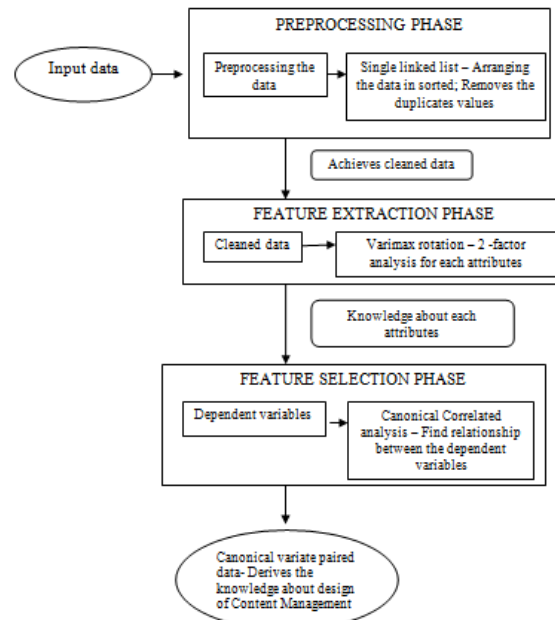 PREPROCESSING PHASE
Input data
Preprocessing the
data
Single linked list – Arranging
the data in sorted; Removes the
duplicates values
Achieves cleaned data
FEATURE EXTRACTION PHASE
Cleaned data
Varimax rotation – 2 -factor
analysis for each attributes
Knowledge about each
attributes
FEATURE SELECTION PHASE
Dependent variables
Canonical Correlated
analysis – Find relationship
between the dependent
variables
Canonical variate paired
data- Derives the
knowledge about design
of Content Management